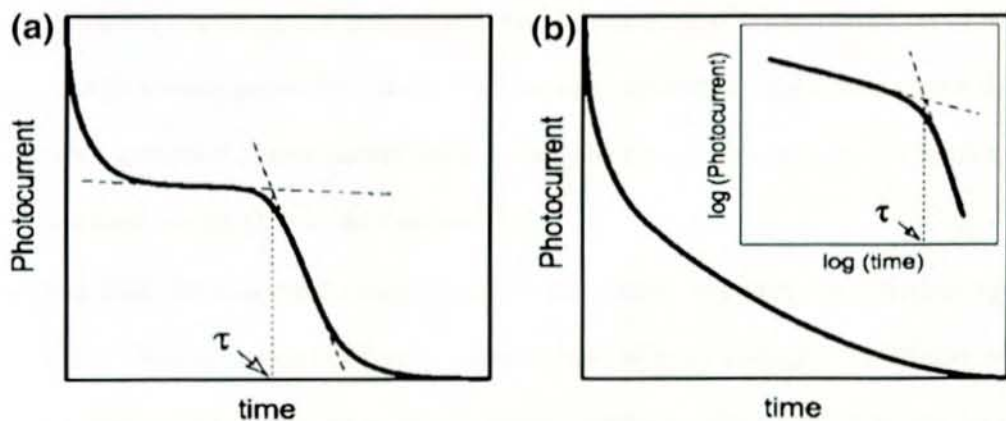 (a)
Photocurrent
τ
time
(b)
Photocurrent
log (Photocurrent)
τ
log (time)
time